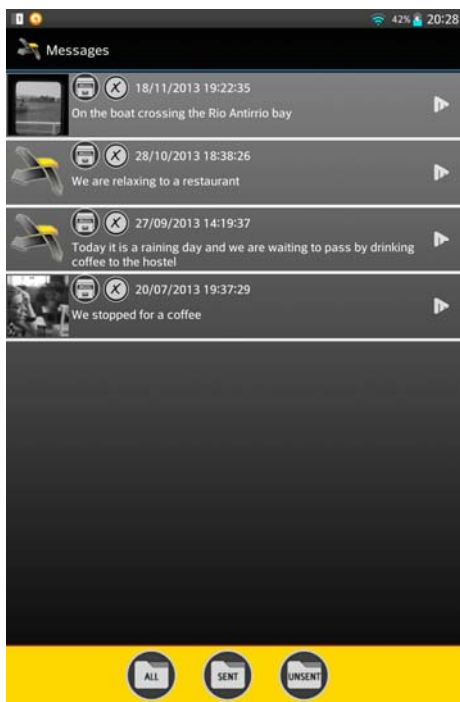 42% 20:28
Messages
18/11/2013 19:22:35
On the boat crossing the Rio Antirrio bay
28/10/2013 18:38:26
We are relaxing to a restaurant
27/09/2013 14:19:37
Today it is a raining day and we are waiting to pass by drinking
coffee to the hostel
20/07/2013 19:37:29
We stopped for a coffee
ALL SENT UNSENT